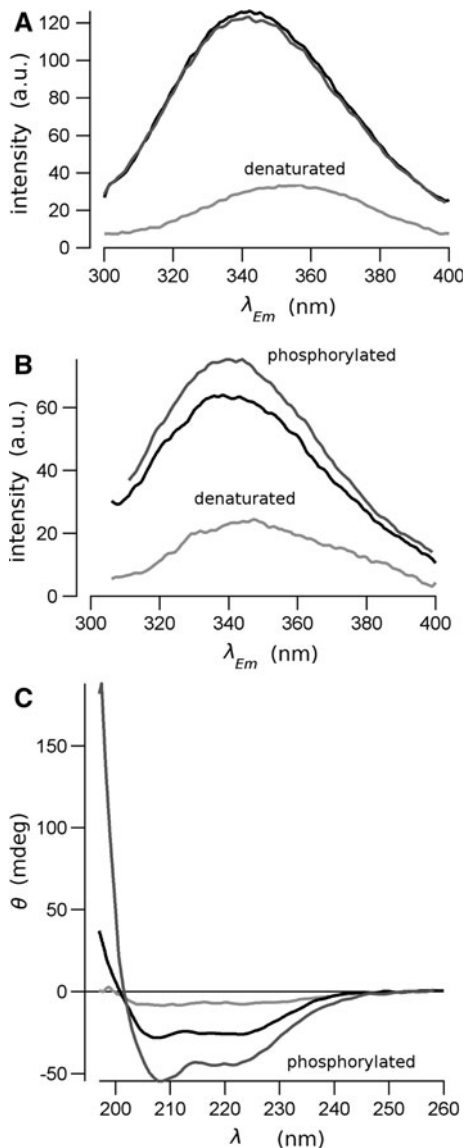 A
intensity (a.u.)
120
100
80
60
40
20
0
denaturated
300 320 340 360 380 400
λEm (nm)
B
intensity (a.u.)
60
40
20
0
phosphorylated
denaturated
300 320 340 360 380 400
λEm (nm)
C
θ (mdeg)
150
100
50
0
-50
phosphorylated
200 210 220 230 240 250 260
λ (nm)